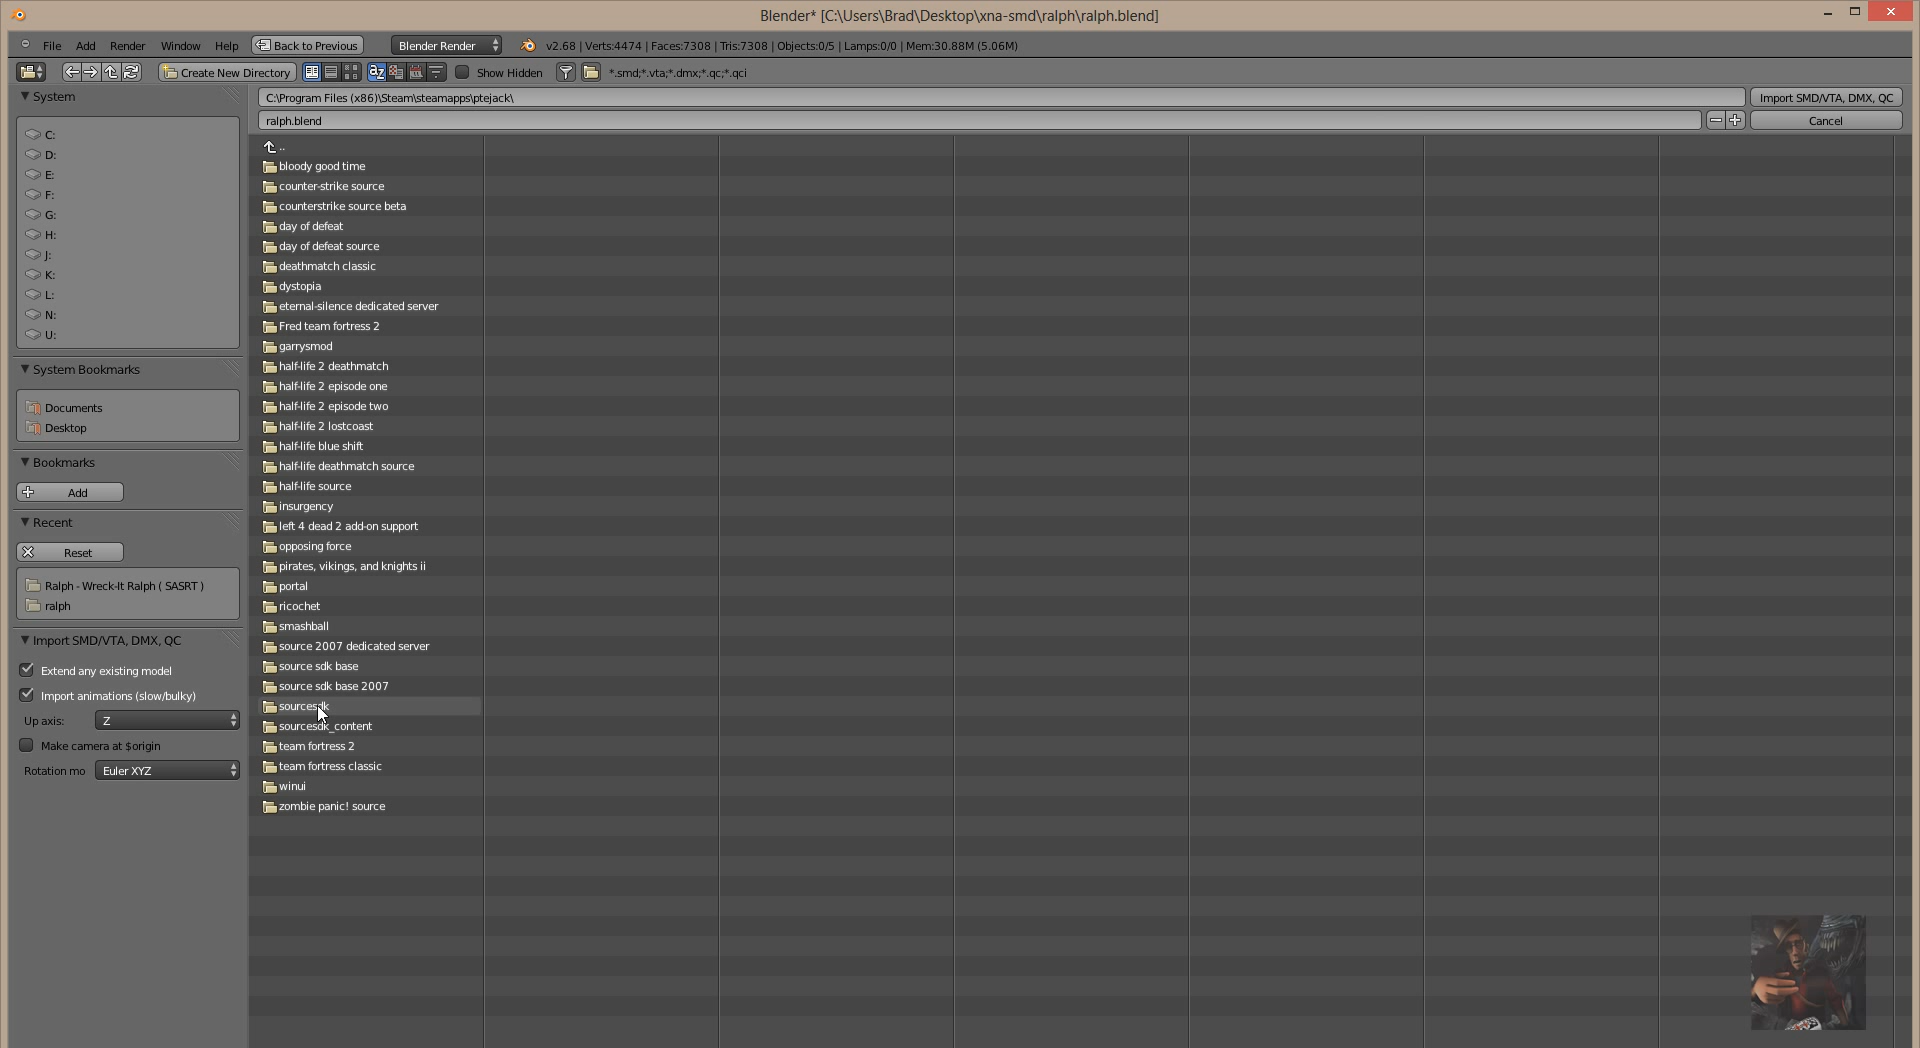 Blender* [C:\Users\Brad\Desktop\xna-smd\ralph\ralph.blend]
File Add Render Window Help Back to Previous Blender Render v2.68 | Verts:4474 | Faces:7308 | Tris:7308 | Objects:0/5 | Lamps:0/0 | Mem:30.88M (5.06M)
Create New Directory Show Hidden *.smd;*.vta;*.dmx;*.qc;*.qci
System
C:
D:
E:
F:
G:
H:
J:
K:
L:
N:
U:
System Bookmarks
Documents
Desktop
Bookmarks
Add
Recent
Reset
Ralph - Wreck-It Ralph ( SASRT )
ralph
Import SMD/VTA, DMX, QC
Extend any existing model
Import animations (slow/bulky)
Up axis: Z
Make camera at $origin
Rotation mo Euler XYZ
C:\Program Files (x86)\Steam\steamapps\ptejack\ Import SMD/VTA, DMX, QC
ralph.blend Cancel
..
bloody good time
counter-strike source
counterstrike source beta
day of defeat
day of defeat source
deathmatch classic
dystopia
eternal-silence dedicated server
Fred team fortress 2
garrysmod
half-life 2 deathmatch
half-life 2 episode one
half-life 2 episode two
half-life 2 lostcoast
half-life blue shift
half-life deathmatch source
half-life source
insurgency
left 4 dead 2 add-on support
opposing force
pirates, vikings, and knights ii
portal
ricochet
smashball
source 2007 dedicated server
source sdk base
source sdk base 2007
sourcesdk
sourcesdk_content
team fortress 2
team fortress classic
winui
zombie panic! source